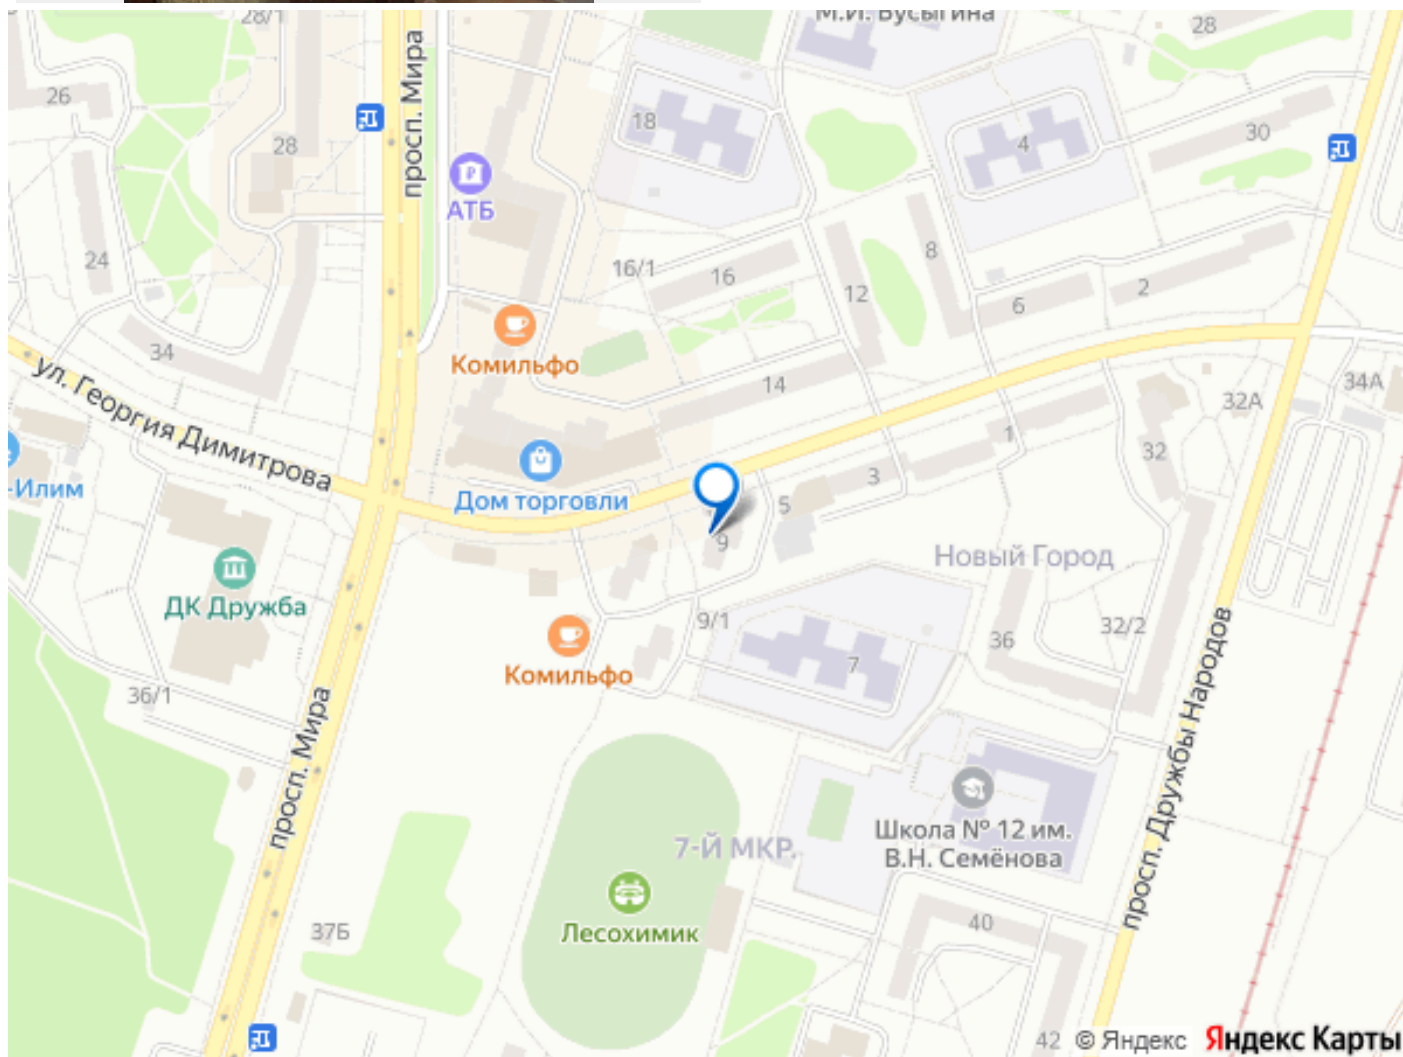 28/1
М.И. Бусыгина
28
просп. Мира
26
18
28
4
30
АТБ
24
16/1
16
8
12
2
6
34
Комильфо
14
ул. Георгия Димитрова
34А
32А
1
32
3
-Илим
Дом торговли
5
9
Новый Город
ДК Дружба
9/1
32/2
36
7
Комильфо
36/1
просп. Мира
просп. Дружбы Народов
Школа № 12 им.
В.Н. Семёнова
7-Й МКР.
Лесохимик
37Б
40
42
© Яндекс
Яндекс Карты